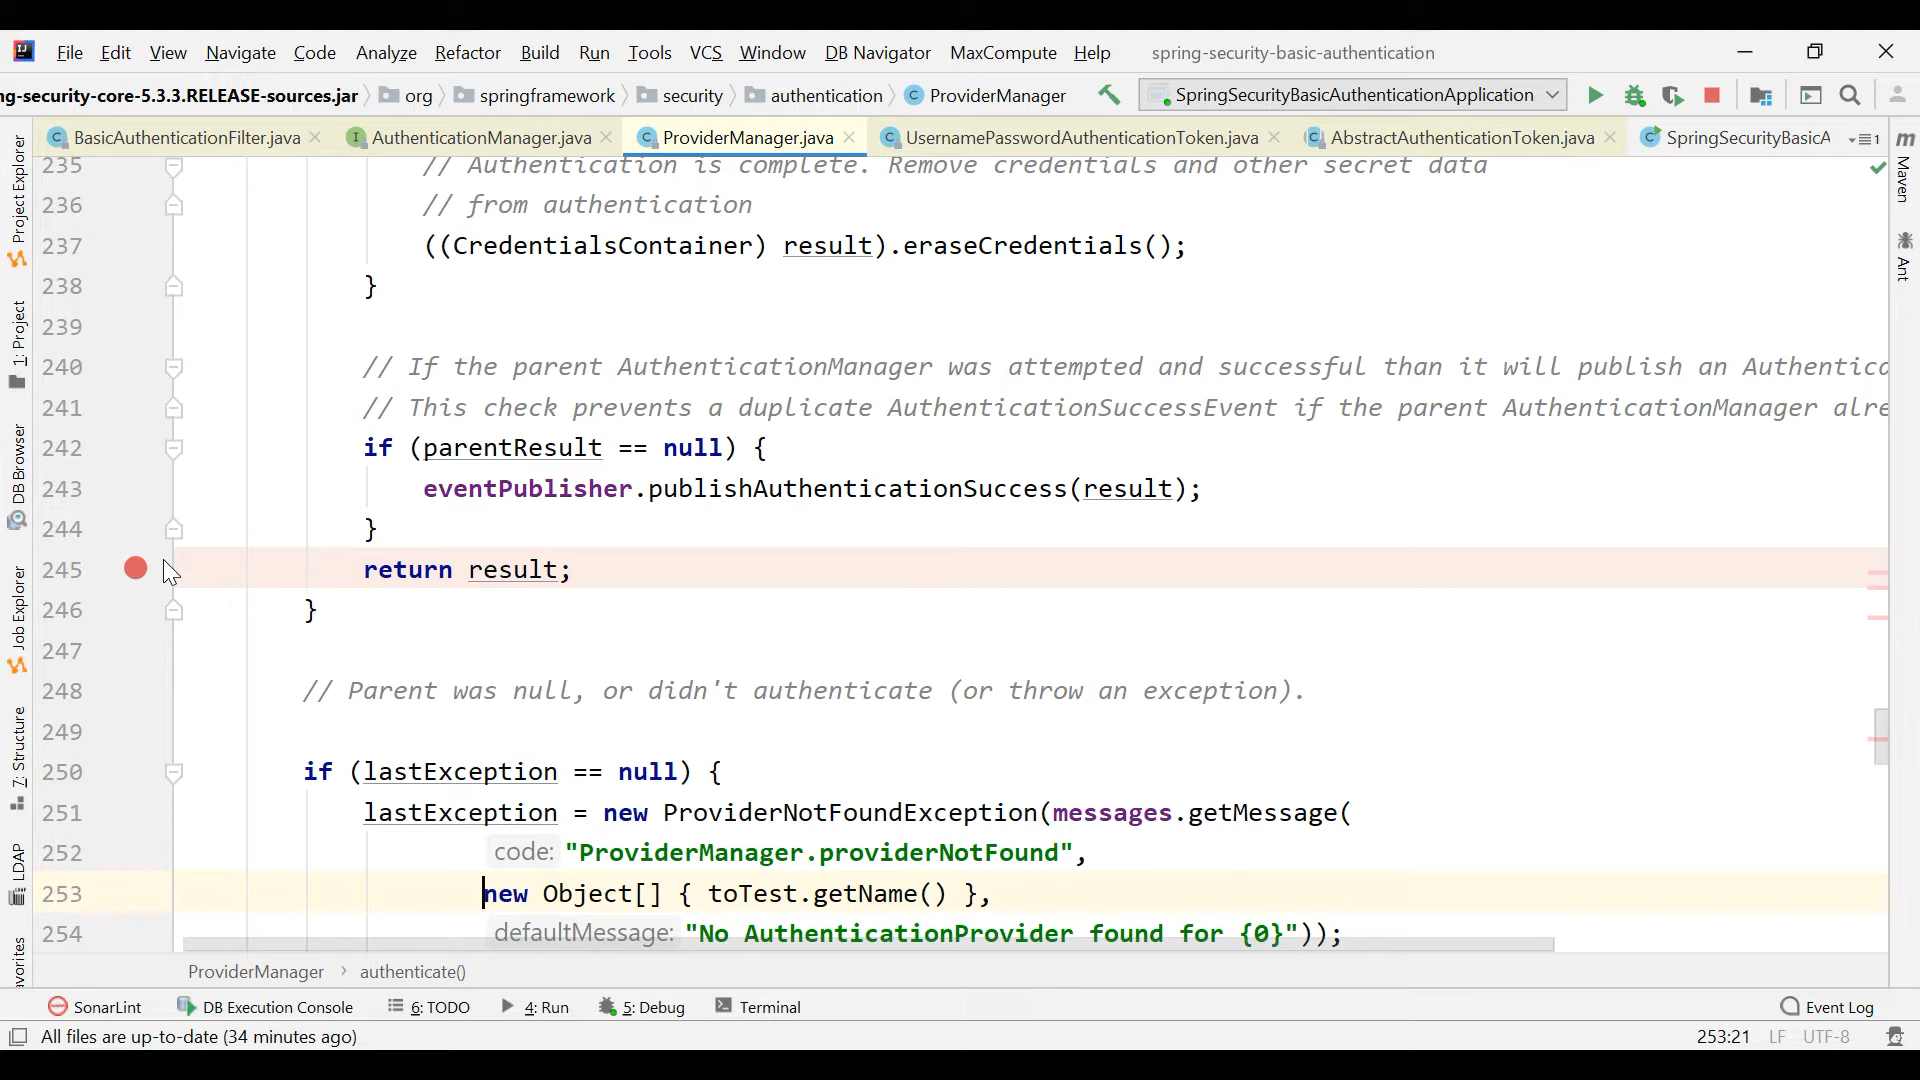 File Edit View Navigate Code Analyze Refactor Build Run Tools VCS Window DB Navigator MaxCompute Help spring-security-basic-authentication
ng-security-core-5.3.3.RELEASE-sources.jar org springframework security authentication ProviderManager SpringSecurityBasicAuthenticationApplication
BasicAuthenticationFilter.java AuthenticationManager.java ProviderManager.java UsernamePasswordAuthenticationToken.java AbstractAuthenticationToken.java SpringSecurityBasicA 1
235 // Authentication is complete. Remove credentials and other secret data
236 // from authentication
237 ((CredentialsContainer) result).eraseCredentials();
238 }
239
240 // If the parent AuthenticationManager was attempted and successful than it will publish an Authentica
241 // This check prevents a duplicate AuthenticationSuccessEvent if the parent AuthenticationManager alre
242 if (parentResult == null) {
243 eventPublisher.publishAuthenticationSuccess(result);
244 }
245 return result;
246 }
247
248 // Parent was null, or didn't authenticate (or throw an exception).
249
250 if (lastException == null) {
251 lastException = new ProviderNotFoundException(messages.getMessage(
252 code: "ProviderManager.providerNotFound",
253 new Object[] { toTest.getName() },
254 defaultMessage: "No AuthenticationProvider found for {0}"));
Project Explorer
1: Project
DB Browser
Job Explorer
7: Structure
LDAP
avorites
m
Maven
Ant
ProviderManager authenticate()
SonarLint DB Execution Console 6: TODO 4: Run 5: Debug Terminal Event Log
All files are up-to-date (34 minutes ago) 253:21 LF UTF-8